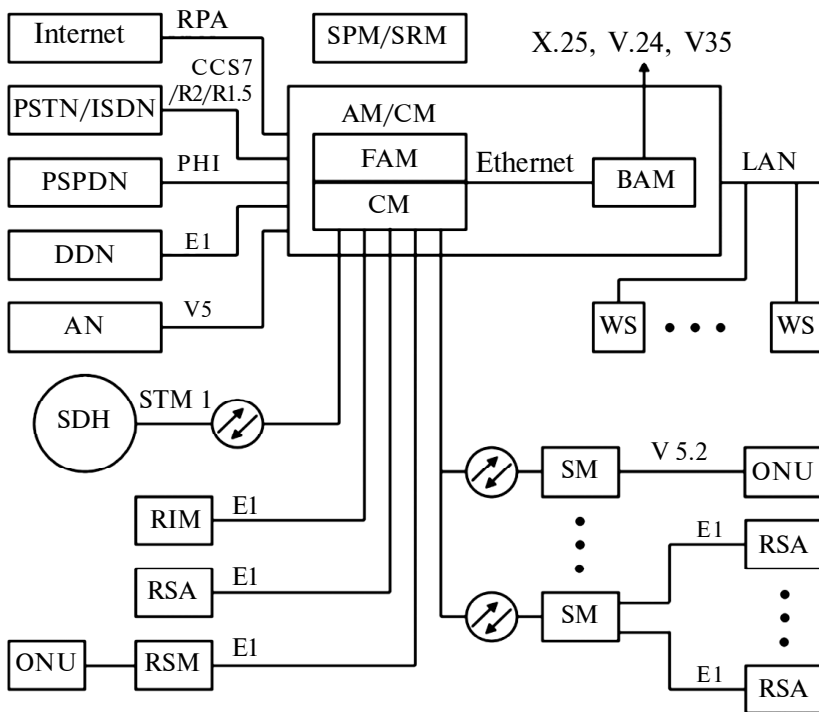 Internet
RPA
SPM/SRM
X.25, V.24, V35
CCS7
/R2/R1.5
PSTN/ISDN
AM/CM
FAM
Ethernet
BAM
LAN
PSPDN
PHI
CM
DDN
E1
AN
V5
WS
WS
SDH
STM 1
SM
V 5.2
ONU
RIM
E1
E1
RSA
RSA
E1
SM
ONU
RSM
E1
E1
RSA